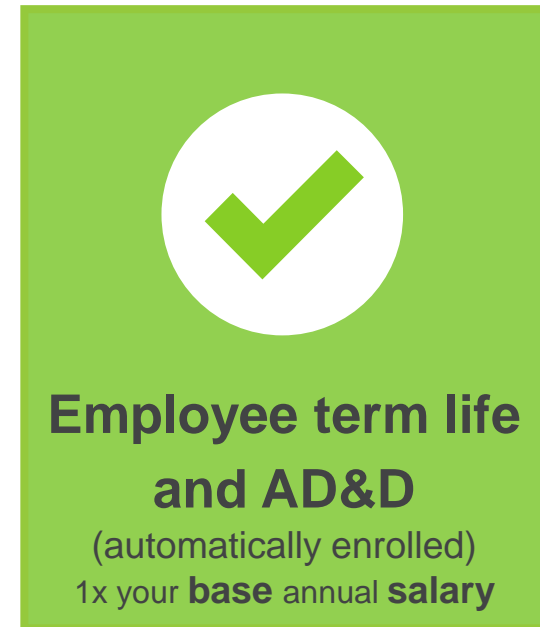 Employee term life
and AD&D
(automatically enrolled)
1x your base annual salary